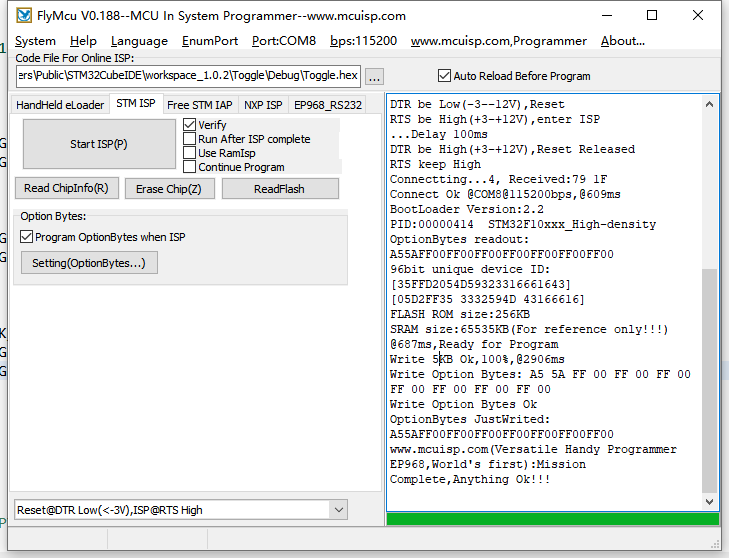 FlyMcu V0.188--MCU In System Programmer--www.mcuisp.com
System Help Language EnumPort Port:COM8 bps:115200 www.mcuisp.com,Programmer About...
Code File For Online ISP:
ers\Public\STM32CubeIDE\workspace_1.0.2\Toggle\Debug\Toggle.hex ... Auto Reload Before Program
HandHeld eLoader STM ISP Free STM IAP NXP ISP EP968_RS232
Start ISP(P)
Verify
Run After ISP complete
Use RamIsp
Continue Program
Read ChipInfo(R) Erase Chip(Z) ReadFlash
Option Bytes:
Program OptionBytes when ISP
Setting(OptionBytes...)
Reset@DTR Low(<-3V),ISP@RTS High
DTR be Low(-3--12V),Reset
RTS be High(+3-+12V),enter ISP
...Delay 100ms
DTR be High(+3-+12V),Reset Released
RTS keep High
Connectting...4, Received:79 1F
Connect Ok @COM8@115200bps,@609ms
BootLoader Version:2.2
PID:00000414 STM32F10xxx_High-density
OptionBytes readout:
A55AFF00FF00FF00FF00FF00FF00FF00
96bit unique device ID:
[35FFD2054D59323316661643]
[05D2FF35 3332594D 43166616]
FLASH ROM size:256KB
SRAM size:65535KB(For reference only!!!)
@687ms,Ready for Program
Write 5KB Ok,100%,@2906ms
Write Option Bytes: A5 5A FF 00 FF 00 FF 00
FF 00 FF 00 FF 00 FF 00
Write Option Bytes Ok
OptionBytes JustWrited:
A55AFF00FF00FF00FF00FF00FF00FF00
www.mcuisp.com(Versatile Handy Programmer
EP968,World's first):Mission
Complete,Anything Ok!!!